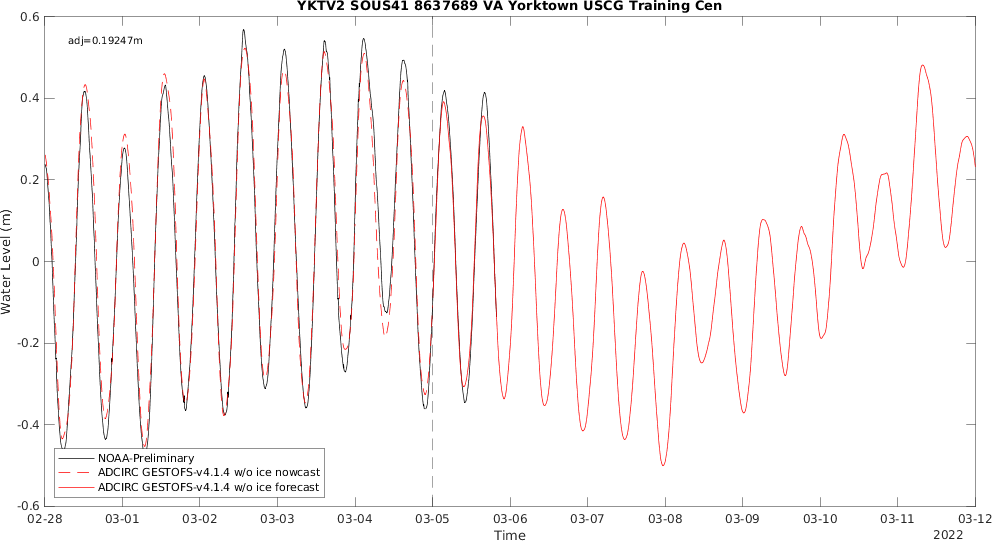 YKTV2 SOUS41 8637689 VA Yorktown USCG Training Cen
adj=0.19247m
0.6
0.4
0.2
0
-0.2
-0.4
-0.6
Water Level (m)
NOAA-Preliminary
ADCIRC GESTOFS-v4.1.4 w/o ice nowcast
ADCIRC GESTOFS-v4.1.4 w/o ice forecast
02-28 03-01 03-02 03-03 03-04 03-05 03-06 03-07 03-08 03-09 03-10 03-11 03-12
Time
2022